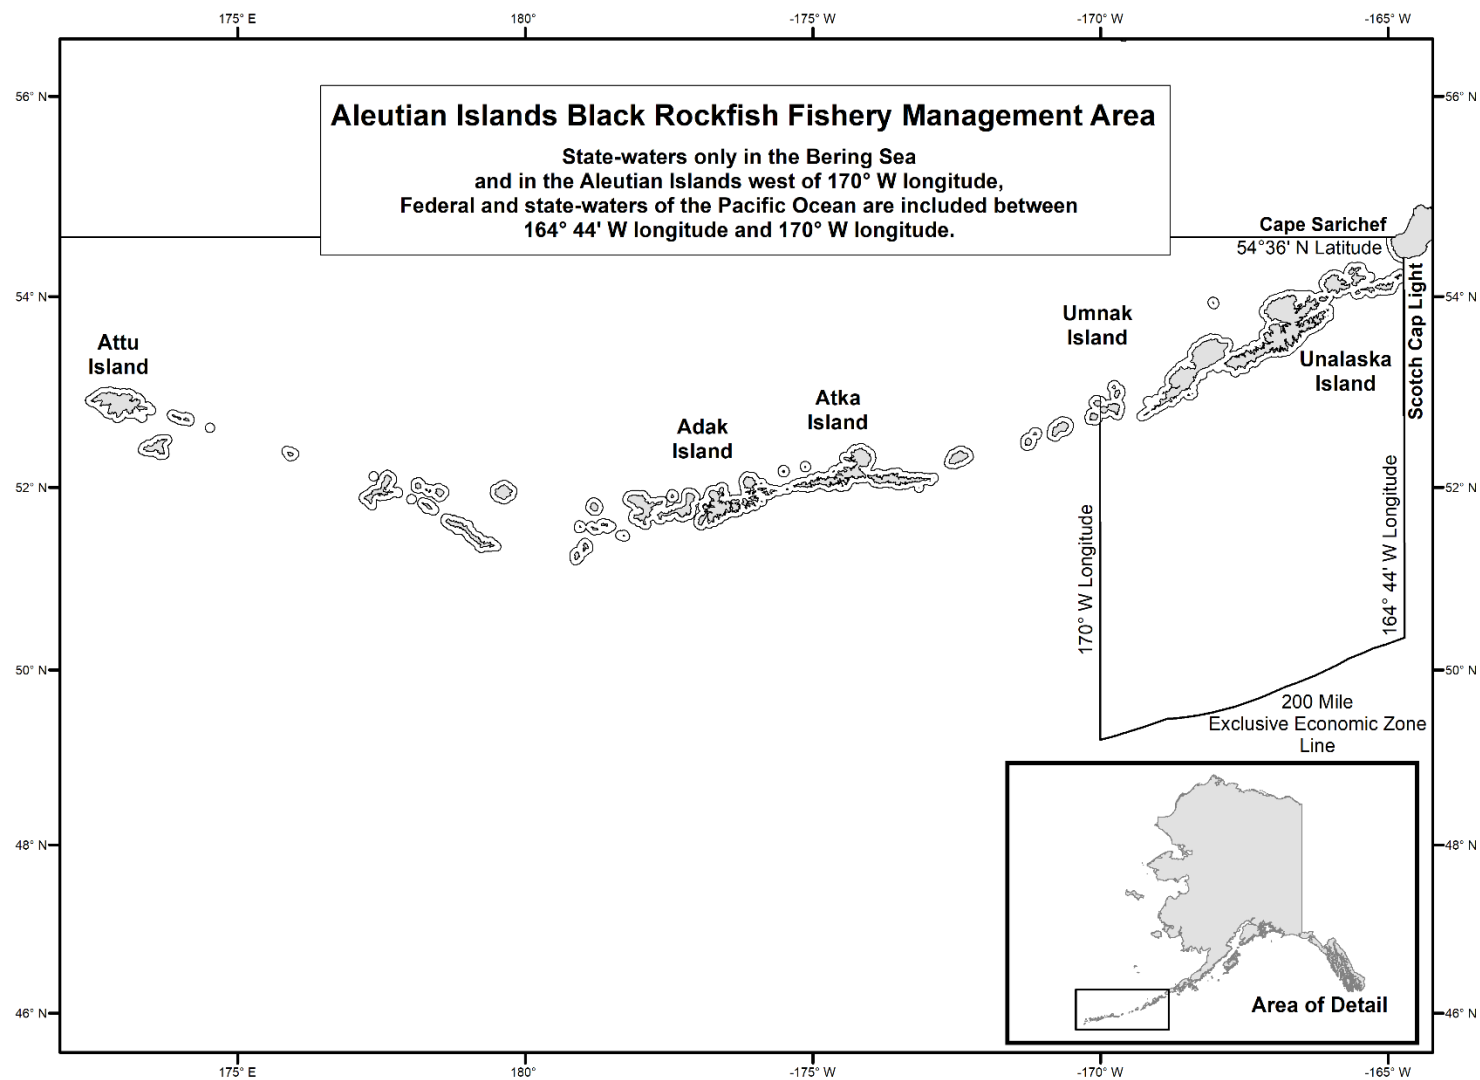 175° E
180°
-175° W
-170° W
-165° W
56° N
56° N
Aleutian Islands Black Rockfish Fishery Management Area
State-waters only in the Bering Sea
and in the Aleutian Islands west of 170° W longitude,
Federal and state-waters of the Pacific Ocean are included between
164° 44' W longitude and 170° W longitude.
Cape Sarichef
54°36' N Latitude
54° N
54° N
Scotch Cap Light
Umnak
Island
Attu
Island
Unalaska
Island
Atka
Island
Adak
Island
52° N
52° N
170° W Longitude
164° 44' W Longitude
50° N
50° N
200 Mile
Exclusive Economic Zone
Line
48° N
48° N
Area of Detail
46° N
46° N
175° E
180°
-175° W
-170° W
-165° W